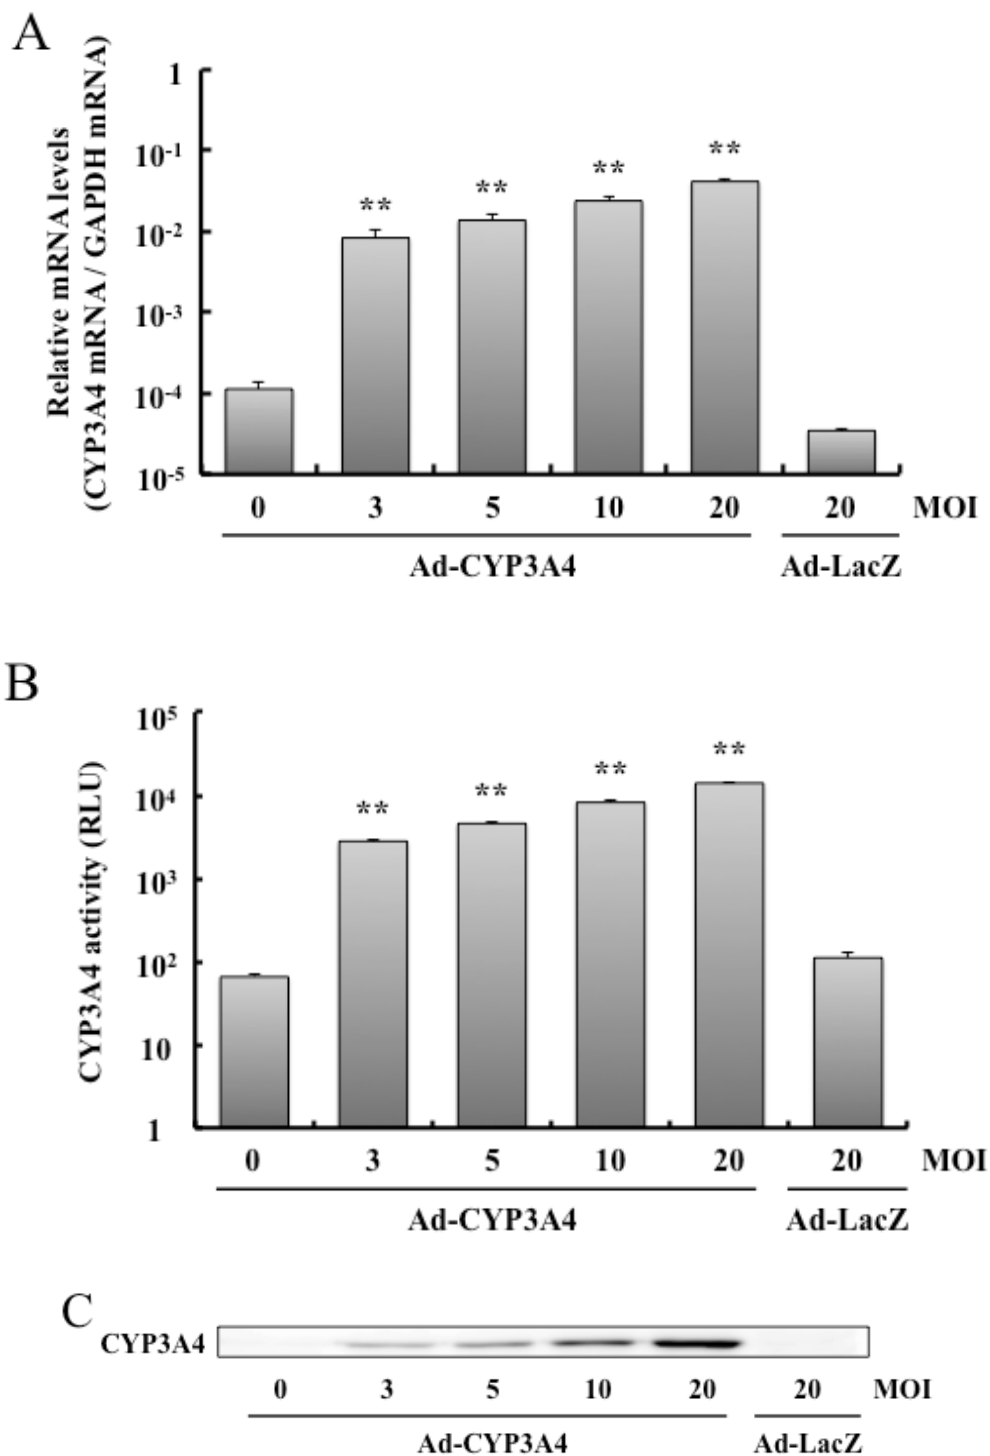 A
Relative mRNA levels
(CYP3A4 mRNA / GAPDH mRNA)
1
10-1
10-2
10-3
10-4
10-5
** ** ** **
0 3 5 10 20 20 MOI
Ad-CYP3A4 Ad-LacZ
B
CYP3A4 activity (RLU)
105
104
103
102
10
1
** ** ** **
0 3 5 10 20 20 MOI
Ad-CYP3A4 Ad-LacZ
C
CYP3A4
0 3 5 10 20 20 MOI
Ad-CYP3A4 Ad-LacZ